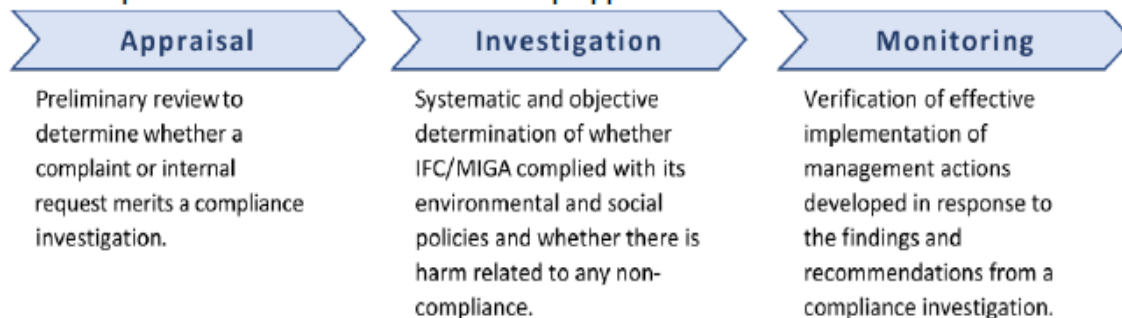 Appraisal
Preliminary review to
determine whether a
complaint or internal
request merits a compliance
investigation.
Investigation
Systematic and objective
determination of whether
IFC/MIGA complied with its
environmental and social
policies and whether there is
harm related to any non-
compliance.
Monitoring
Verification of effective
implementation of
management actions
developed in response to
the findings and
recommendations from a
compliance investigation.